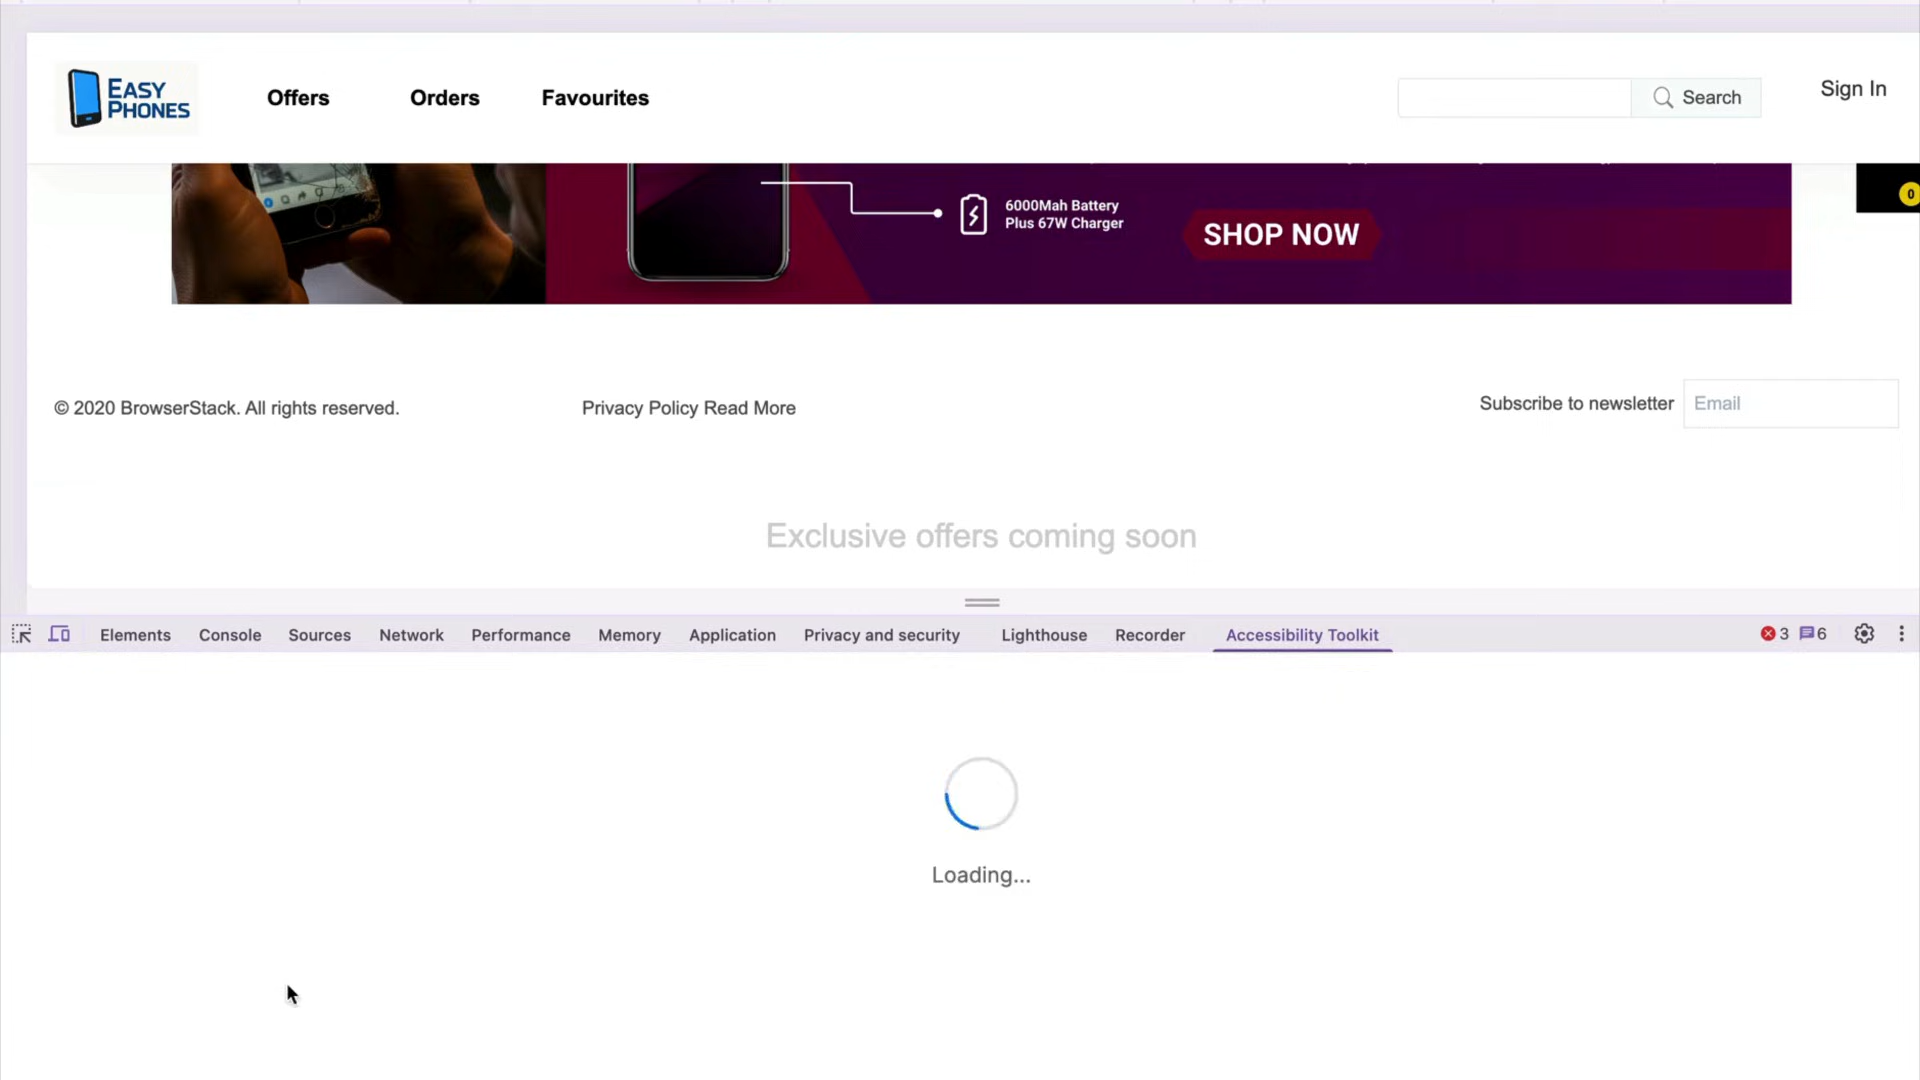 EASY
PHONES
Offers
Orders
Favourites
Search
Sign In
0
6000Mah Battery
Plus 67W Charger
SHOP NOW
© 2020 BrowserStack. All rights reserved.
Privacy Policy Read More
Subscribe to newsletter
Email
Exclusive offers coming soon
Elements
Console
Sources
Network
Performance
Memory
Application
Privacy and security
Lighthouse
Recorder
Accessibility Toolkit
3
6
Loading...